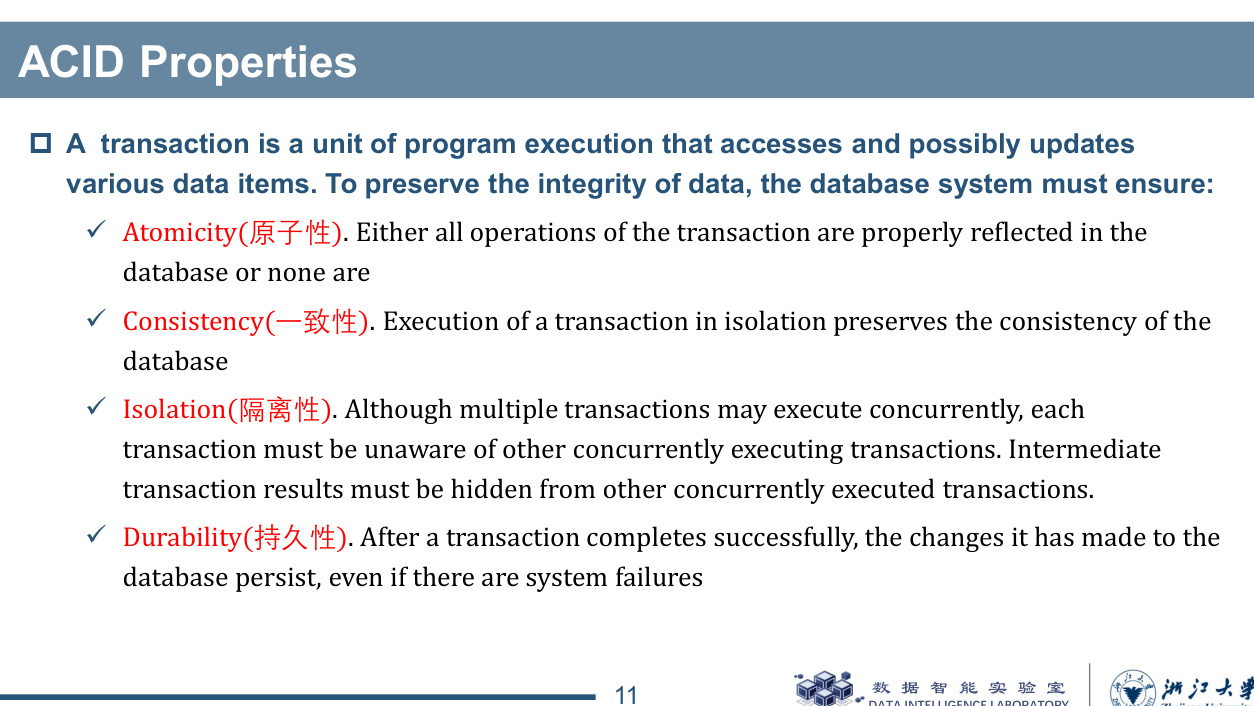 ACID Properties
A transaction is a unit of program execution that accesses and possibly updates
various data items. To preserve the integrity of data, the database system must ensure:
Atomicity(原子性). Either all operations of the transaction are properly reflected in the
database or none are
Consistency(一致性). Execution of a transaction in isolation preserves the consistency of the
database
Isolation(隔离性). Although multiple transactions may execute concurrently, each
transaction must be unaware of other concurrently executing transactions. Intermediate
transaction results must be hidden from other concurrently executed transactions.
Durability(持久性). After a transaction completes successfully, the changes it has made to the
database persist, even if there are system failures
11
数据智能实验室
DATA INTELLIGENCE LABORATORY
浙江大学